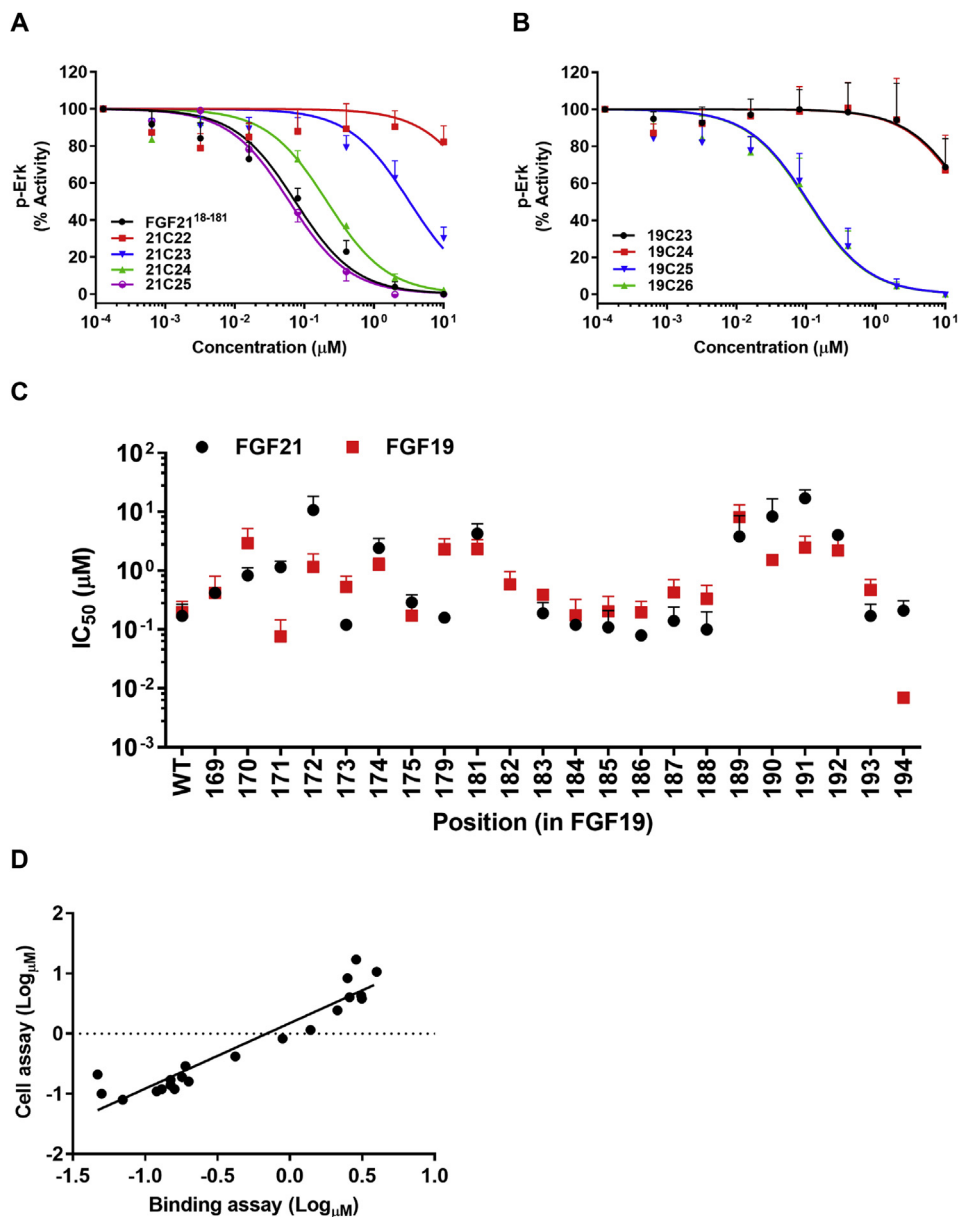 A
120
100
80
60
40
20
0
p-Erk
(% Activity)
FGF21¹⁸⁻¹⁸¹
21C22
21C23
21C24
21C25
10⁻⁴ 10⁻³ 10⁻² 10⁻¹ 10⁰ 10¹
Concentration (μM)
B
120
100
80
60
40
20
0
p-Erk
(% Activity)
19C23
19C24
19C25
19C26
10⁻⁴ 10⁻³ 10⁻² 10⁻¹ 10⁰ 10¹
Concentration (μM)
C
FGF21 FGF19
10²
10¹
10⁰
10⁻¹
10⁻²
10⁻³
IC₅₀ (μM)
WT 169 170 171 172 173 174 175 179 181 182 183 184 185 186 187 188 189 190 191 192 193 194
Position (in FGF19)
D
2
1
0
-1
-2
Cell assay (Log μM)
-1.5 -1.0 -0.5 0.0 0.5 1.0
Binding assay (Log μM)